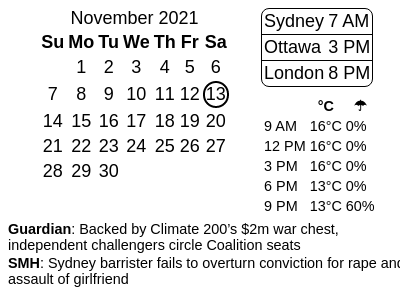 November 2021
Su Mo Tu We Th Fr Sa
1 2 3 4 5 6
7 8 9 10 11 12 13
14 15 16 17 18 19 20
21 22 23 24 25 26 27
28 29 30
Sydney 7 AM
Ottawa 3 PM
London 8 PM
°C ☂
9 AM 16°C 0%
12 PM 16°C 0%
3 PM 16°C 0%
6 PM 13°C 0%
9 PM 13°C 60%
Guardian: Backed by Climate 200’s $2m war chest,
independent challengers circle Coalition seats
SMH: Sydney barrister fails to overturn conviction for rape and
assault of girlfriend